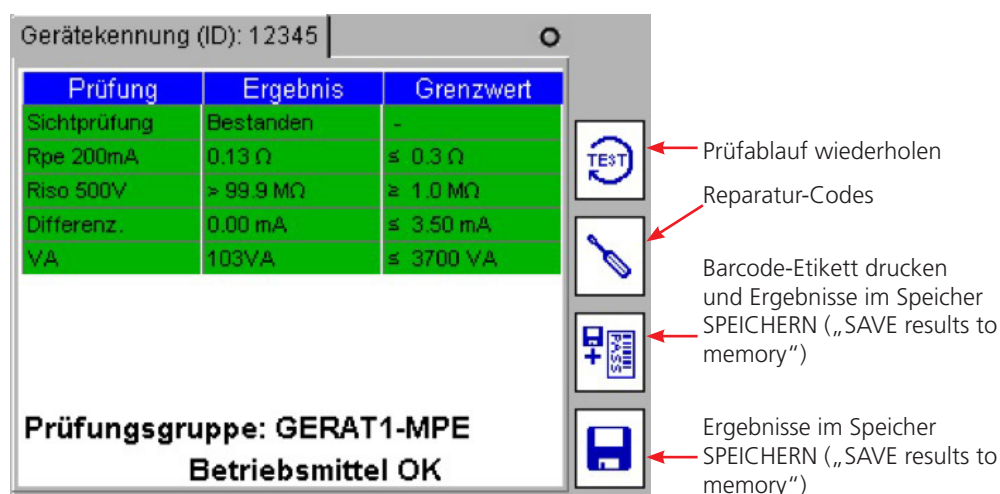 Gerätekennung (ID): 12345
Prüfung Ergebnis Grenzwert
Sichtprüfung Bestanden -
Rpe 200mA 0.13 Ω ≤ 0.3 Ω
Riso 500V > 99.9 MΩ ≥ 1.0 MΩ
Differenz. 0.00 mA ≤ 3.50 mA
VA 103VA ≤ 3700 VA
Prüfungsgruppe: GERAT1-MPE
Betriebsmittel OK
TEST
PASS
Prüfablauf wiederholen
Reparatur-Codes
Barcode-Etikett drucken
und Ergebnisse im Speicher
SPEICHERN („SAVE results to
memory“)
Ergebnisse im Speicher
SPEICHERN („SAVE results to
memory“)